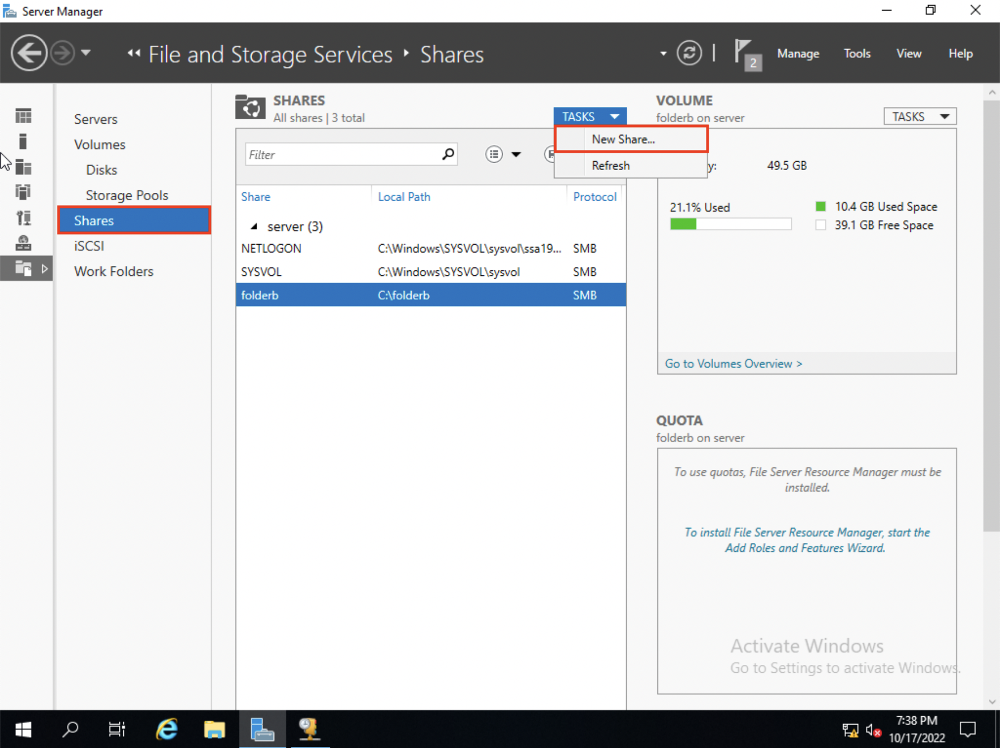 Server Manager
File and Storage Services
Shares
2
Manage
Tools
View
Help
Servers
Volumes
Disks
Storage Pools
Shares
iSCSI
Work Folders
SHARES
All shares | 3 total
TASKS
New Share...
Refresh
Filter
Share Local Path Protocol
server (3)
NETLOGON C:\Windows\SYSVOL\sysvol\ssa19... SMB
SYSVOL C:\Windows\SYSVOL\sysvol SMB
folderb C:\folderb SMB
VOLUME
folderb on server
TASKS
y: 49.5 GB
21.1% Used
10.4 GB Used Space
39.1 GB Free Space
Go to Volumes Overview >
QUOTA
folderb on server
To use quotas, File Server Resource Manager must be
installed.
To install File Server Resource Manager, start the
Add Roles and Features Wizard.
Activate Windows
Go to Settings to activate Windows.
7:38 PM
10/17/2022